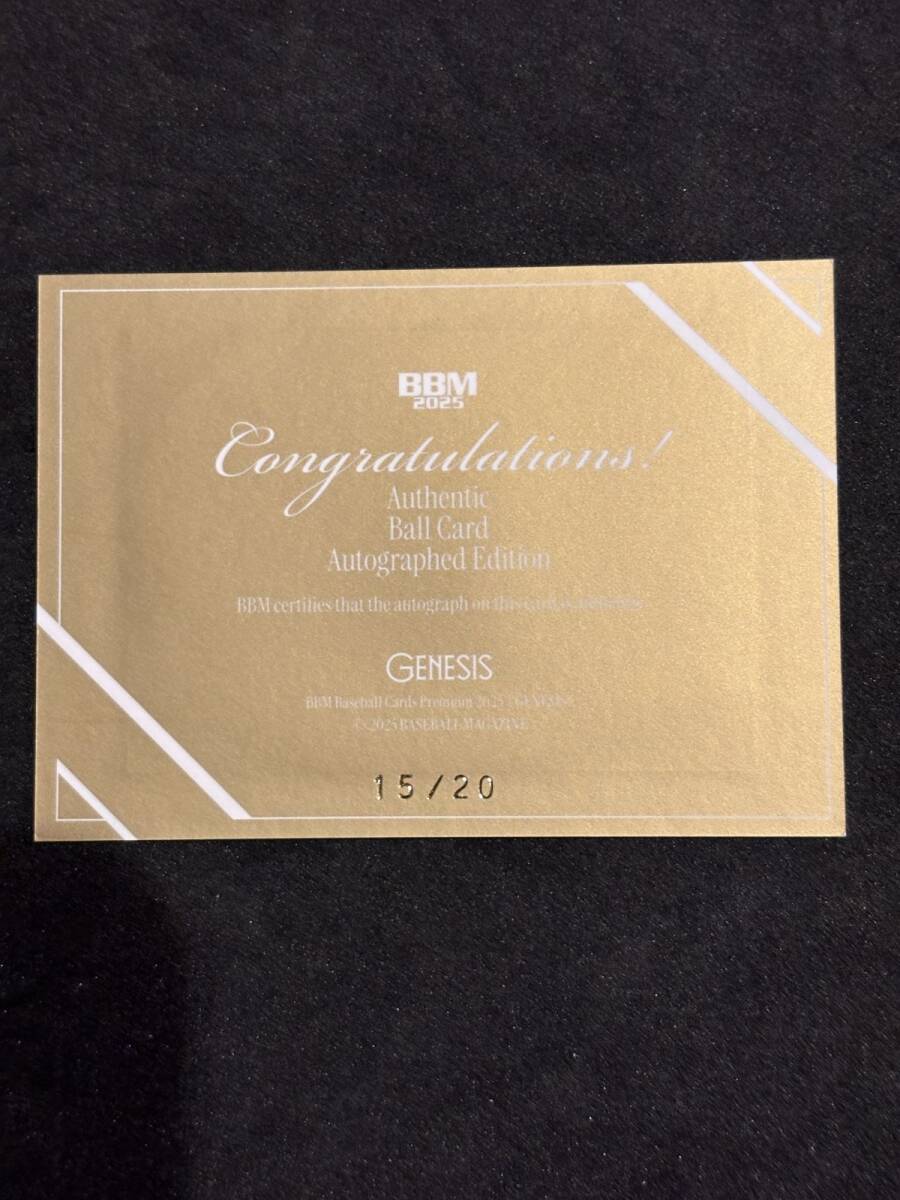 BBM
2025
Congratulations!
Authentic
Ball Card
Autographed Edition
BBM certifies that the autograph on this card is
GENESIS
BBM Baseball Cards Premium 2025 GENESIS
© 2025 BASEBALL MAGAZINE
15/20